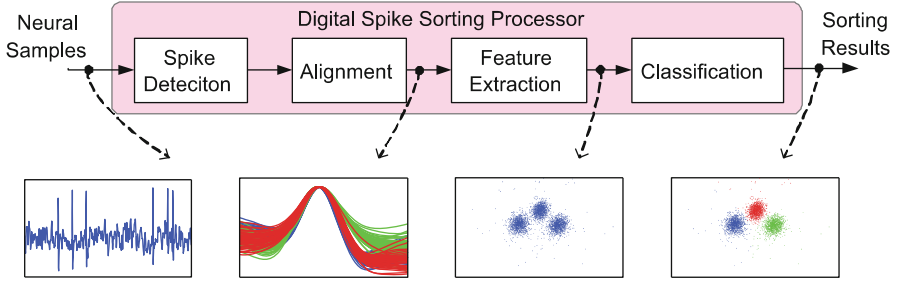 Digital Spike Sorting Processor
Neural
Samples
Spike
Deteciton
Alignment
Feature
Extraction
Classification
Sorting
Results